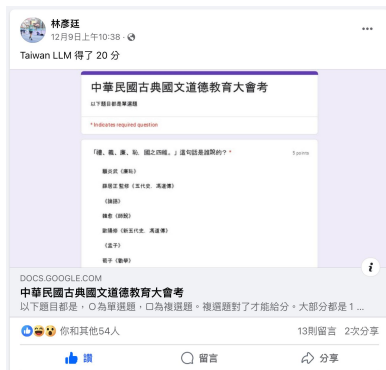 林彥廷
12月9日上午10:38
Taiwan LLM 得了 20 分
中華民國古典國文道德教育大會考
以下題目都是單選題
* Indicates required question
「禮、義、廉、恥，國之四維。」這句話是誰說的？ *
5 points
顧炎武《廉恥》
薛居正 監修《五代史．馮道傳》
《論語》
韓愈《師說》
歐陽修《新五代史．馮道傳》
《孟子》
荀子《勸學》
DOCS.GOOGLE.COM
中華民國古典國文道德教育大會考
以下題目都是，O為單選題，口為複選題。複選題對了才能給分。大部分都是 1 ...
你和其他54人
13則留言 2次分享
讚
留言
分享